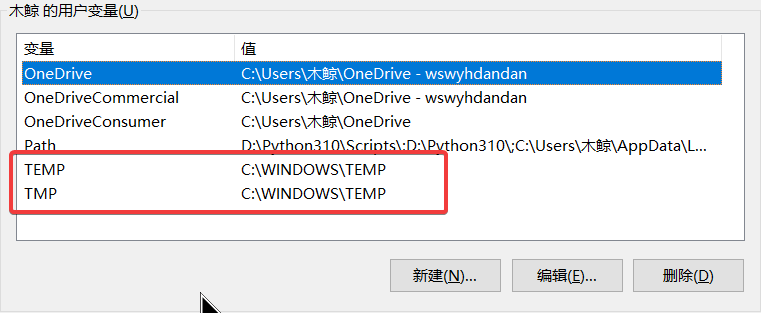 木鲸 的用户变量(U)
变量 值
OneDrive C:\Users\木鲸\OneDrive - wswyhdandan
OneDriveCommercial C:\Users\木鲸\OneDrive - wswyhdandan
OneDriveConsumer C:\Users\木鲸\OneDrive
Path D:\Python310\Scripts\;D:\Python310\;C:\Users\木鲸\AppData\L...
TEMP C:\WINDOWS\TEMP
TMP C:\WINDOWS\TEMP
新建(N)... 编辑(E)... 删除(D)